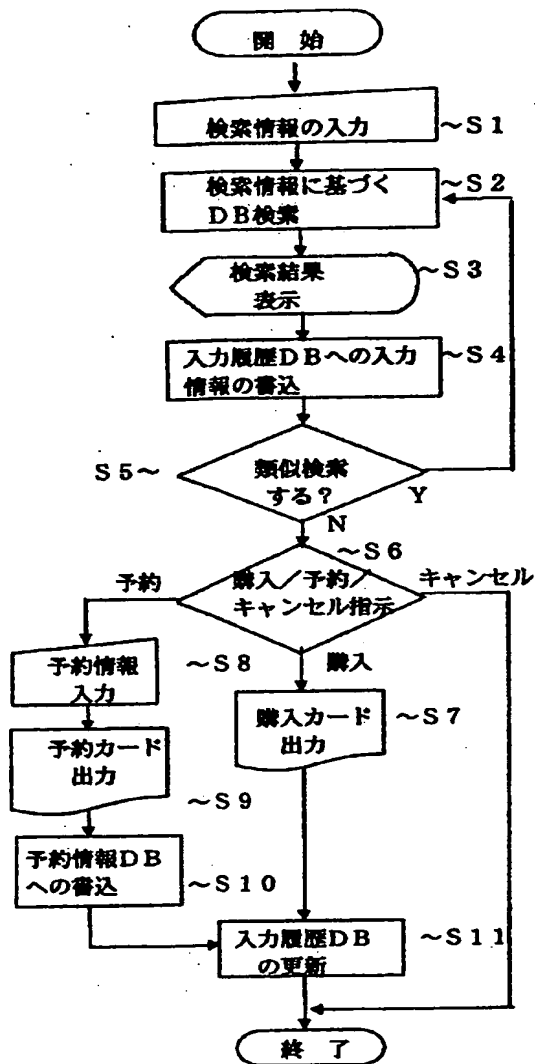 開 始
検索情報の入力
～S1
検索情報に基づく
DB検索
～S2
検索結果
表示
～S3
入力履歴DBへの入力
情報の書込
～S4
S5～
類似検索
する?
Y
N
～S6
予約
購入／予約／
キャンセル指示
キャンセル
予約情報
入力
～S8
購入
予約カード
出力
～S9
購入カード
出力
～S7
予約情報DB
への書込
～S10
入力履歴DB
の更新
～S11
終 了